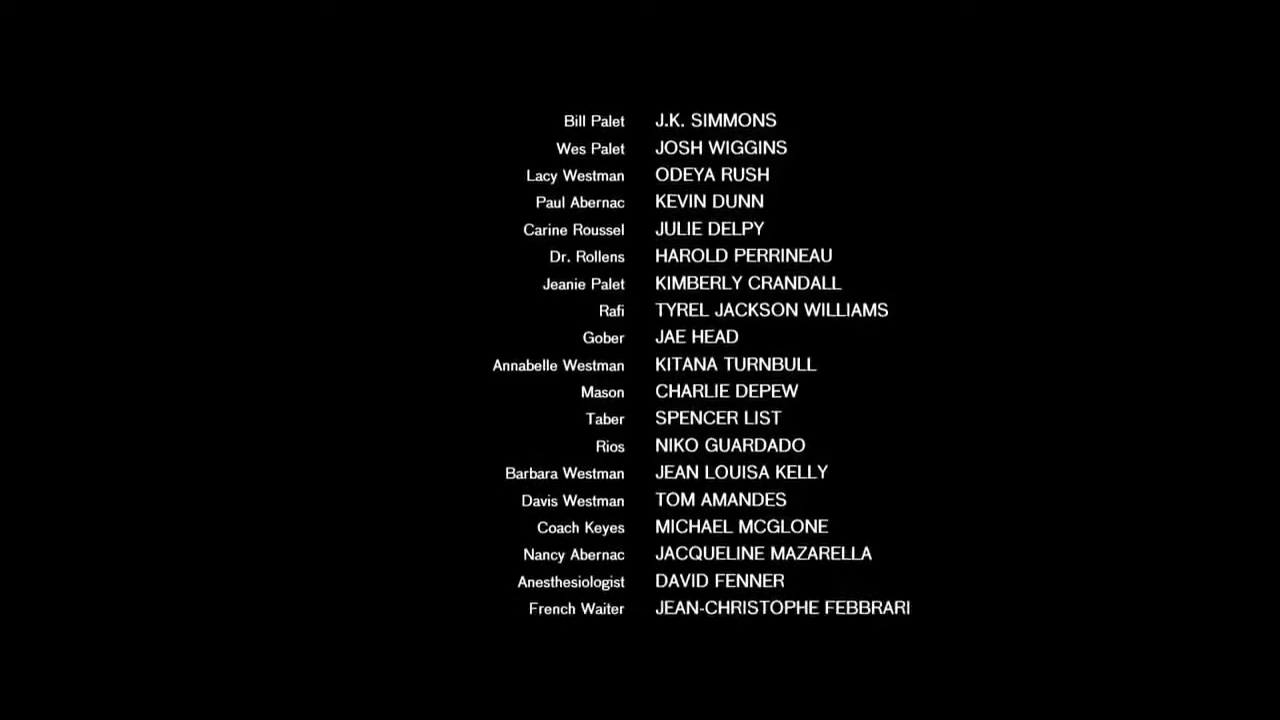 Bill Palet J.K. SIMMONS
Wes Palet JOSH WIGGINS
Lacy Westman ODEYA RUSH
Paul Abernac KEVIN DUNN
Carine Roussel JULIE DELPY
Dr. Rollens HAROLD PERRINEAU
Jeanie Palet KIMBERLY CRANDALL
Rafi TYREL JACKSON WILLIAMS
Gober JAE HEAD
Annabelle Westman KITANA TURNBULL
Mason CHARLIE DEPEW
Taber SPENCER LIST
Rios NIKO GUARDADO
Barbara Westman JEAN LOUISA KELLY
Davis Westman TOM AMANDES
Coach Keyes MICHAEL MCGLONE
Nancy Abernac JACQUELINE MAZARELLA
Anesthesiologist DAVID FENNER
French Waiter JEAN-CHRISTOPHE FEBBRARI